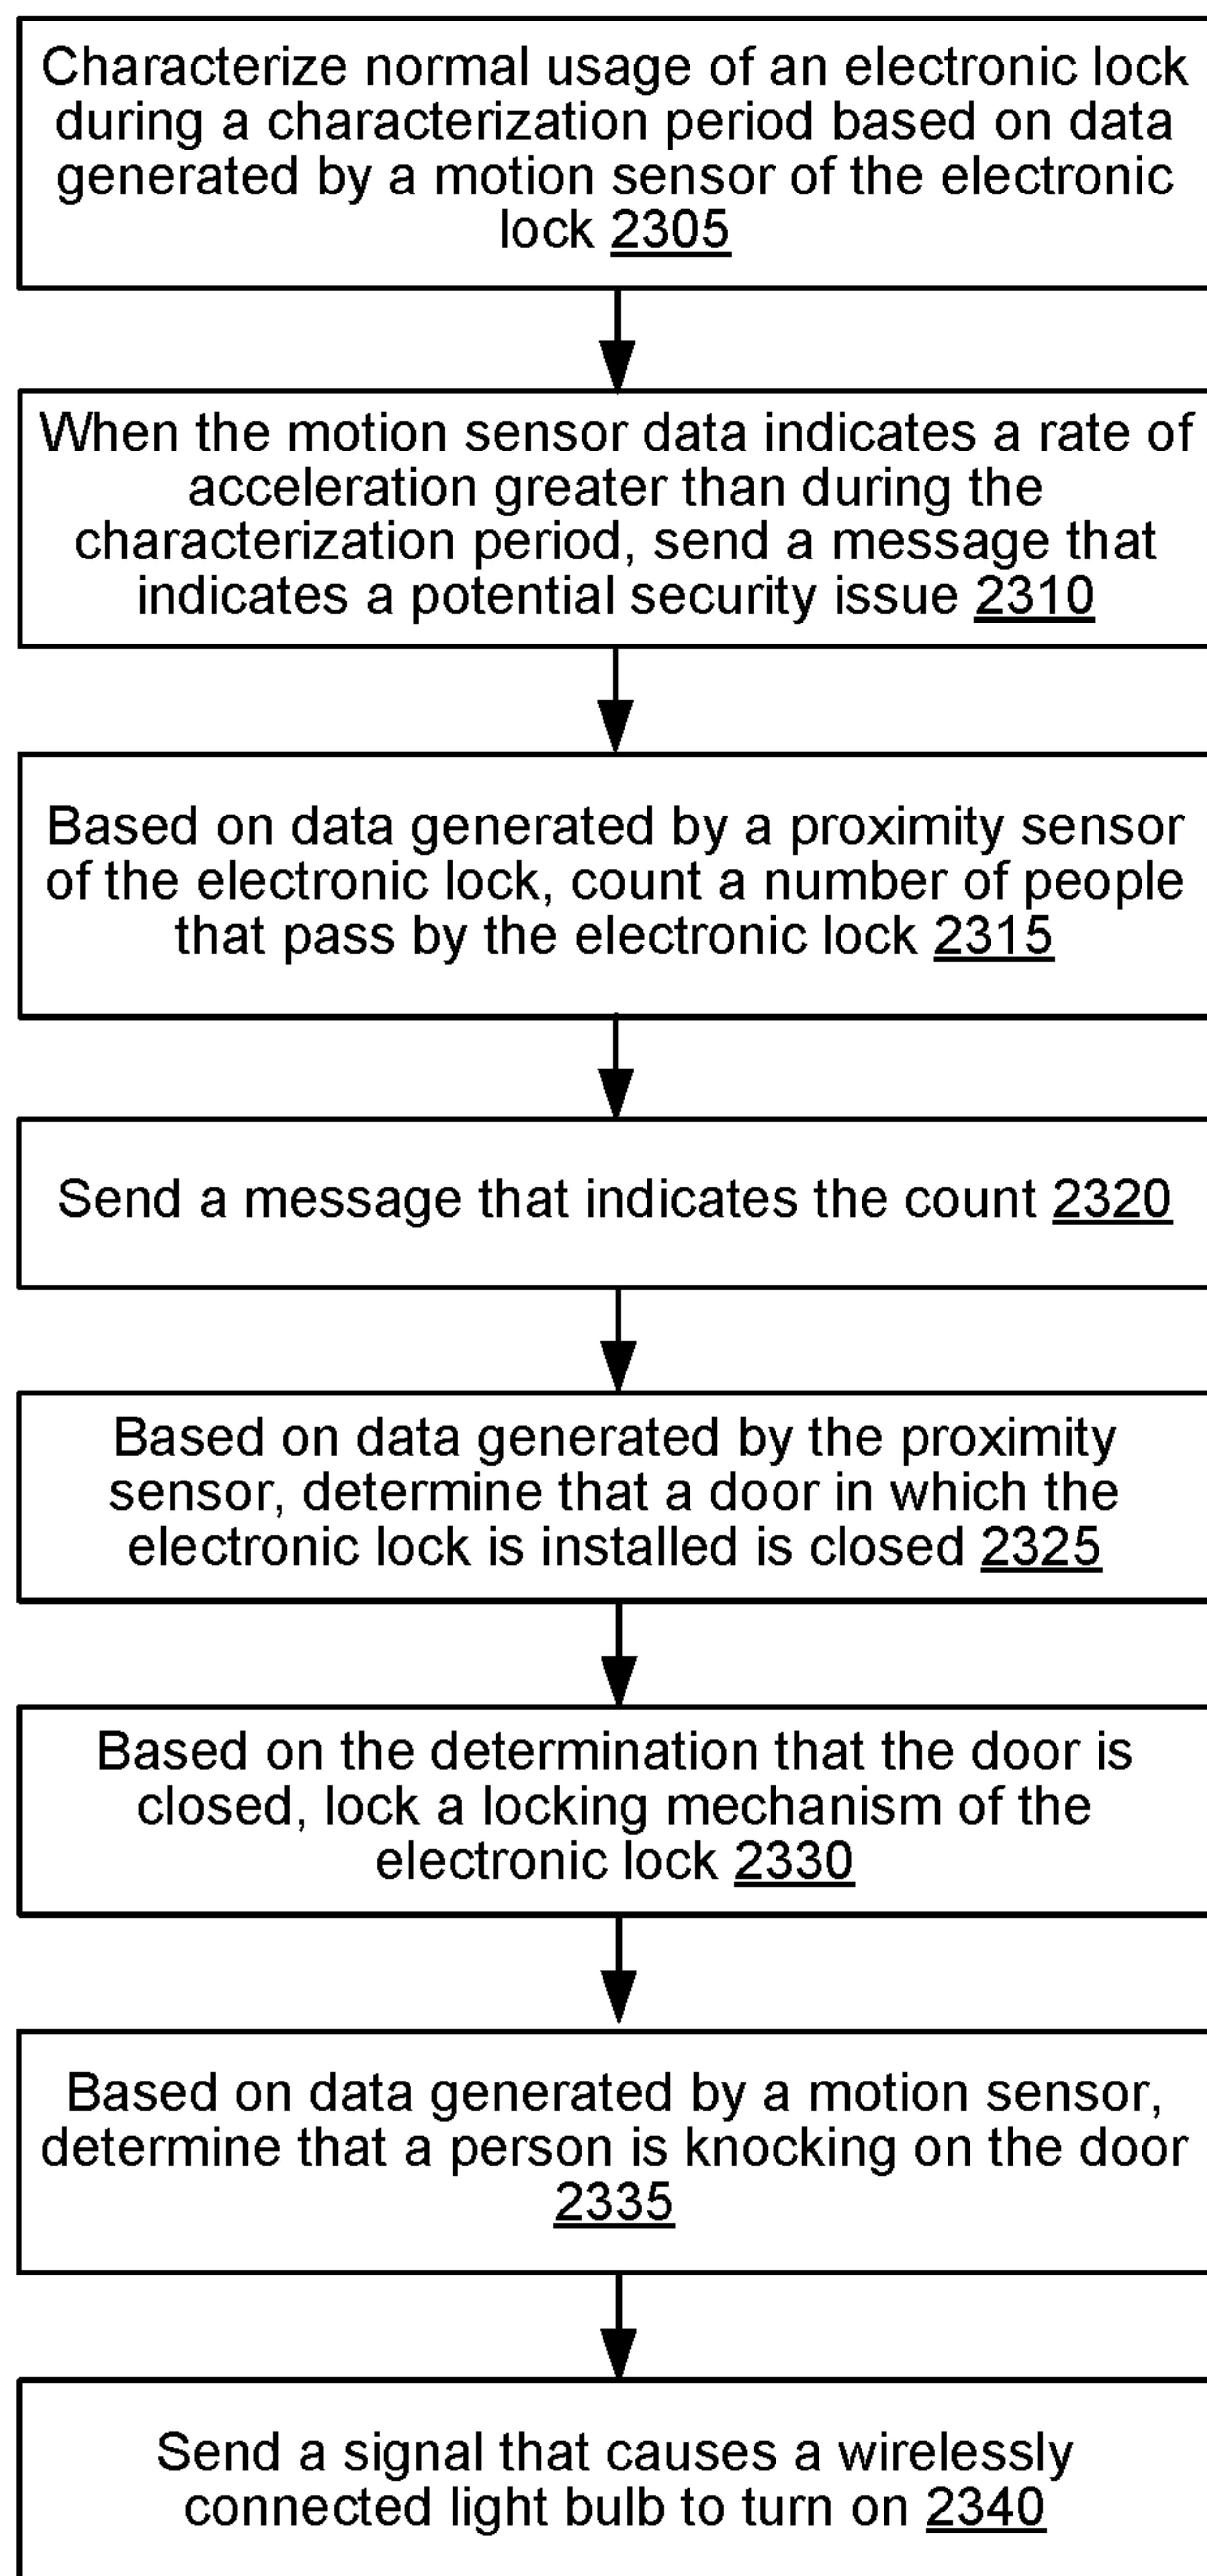 Characterize normal usage of an electronic lock
during a characterization period based on data
generated by a motion sensor of the electronic
lock 2305
When the motion sensor data indicates a rate of
acceleration greater than during the
characterization period, send a message that
indicates a potential security issue 2310
Based on data generated by a proximity sensor
of the electronic lock, count a number of people
that pass by the electronic lock 2315
Send a message that indicates the count 2320
Based on data generated by the proximity
sensor, determine that a door in which the
electronic lock is installed is closed 2325
Based on the determination that the door is
closed, lock a locking mechanism of the
electronic lock 2330
Based on data generated by a motion sensor,
determine that a person is knocking on the door
2335
Send a signal that causes a wirelessly
connected light bulb to turn on 2340